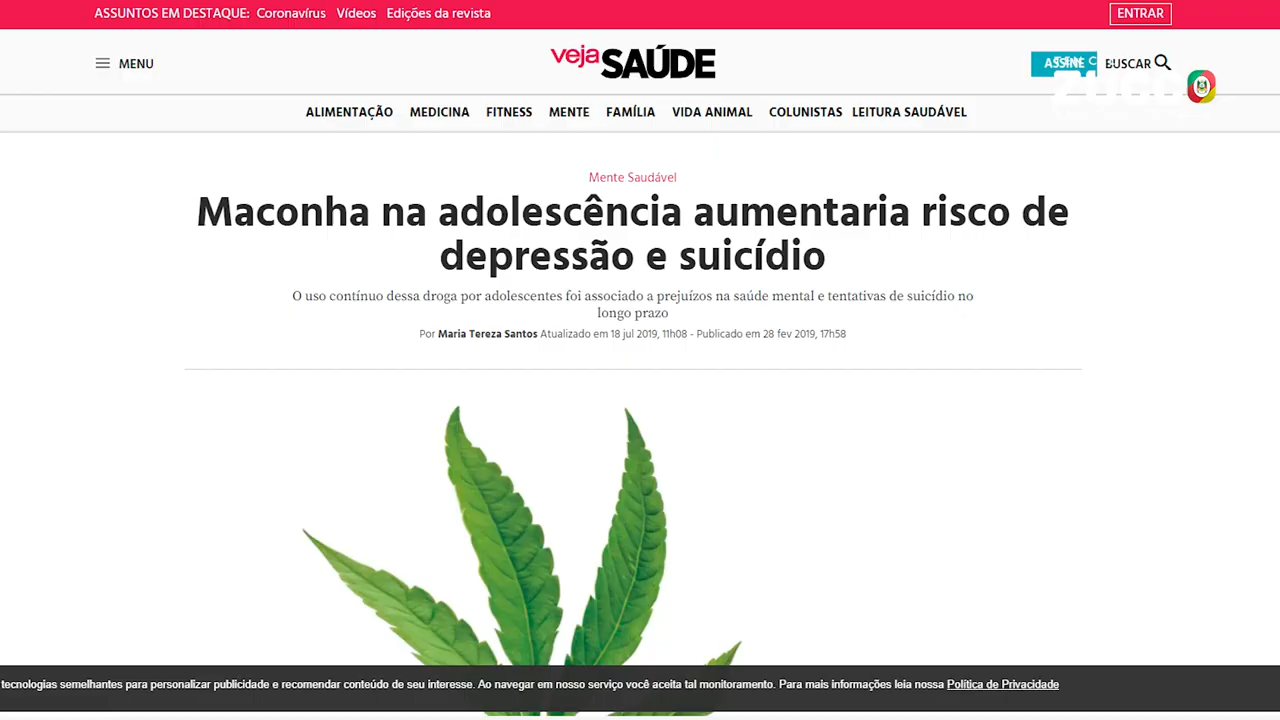 ASSUNTOS EM DESTAQUE: Coronavírus Vídeos Edições da revista ENTRAR
MENU veja SAÚDE ASSINE BUSCAR
ALIMENTAÇÃO MEDICINA FITNESS MENTE FAMÍLIA VIDA ANIMAL COLUNISTAS LEITURA SAUDÁVEL
Mente Saudável
Maconha na adolescência aumentaria risco de
depressão e suicídio
O uso contínuo dessa droga por adolescentes foi associado a prejuízos na saúde mental e tentativas de suicídio no
longo prazo
Por Maria Tereza Santos Atualizado em 18 jul 2019, 11h08 - Publicado em 28 fev 2019, 17h58
tecnologias semelhantes para personalizar publicidade e recomendar conteúdo de seu interesse. Ao navegar em nosso serviço você aceita tal monitoramento. Para mais informações leia nossa Política de Privacidade